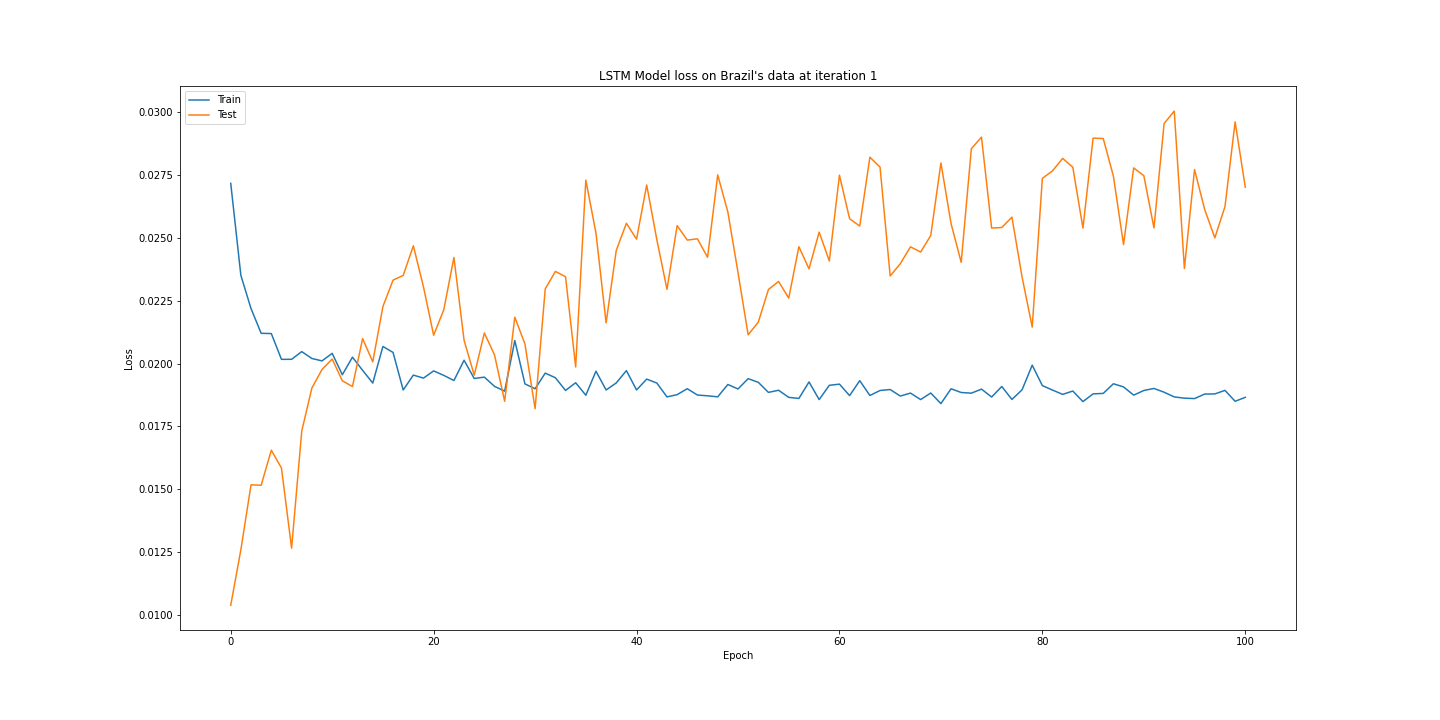 LSTM Model loss on Brazil's data at iteration 1
Train
Test
0.0300
0.0275
0.0250
0.0225
0.0200
0.0175
0.0150
0.0125
0.0100
Loss
0 20 40 60 80 100
Epoch